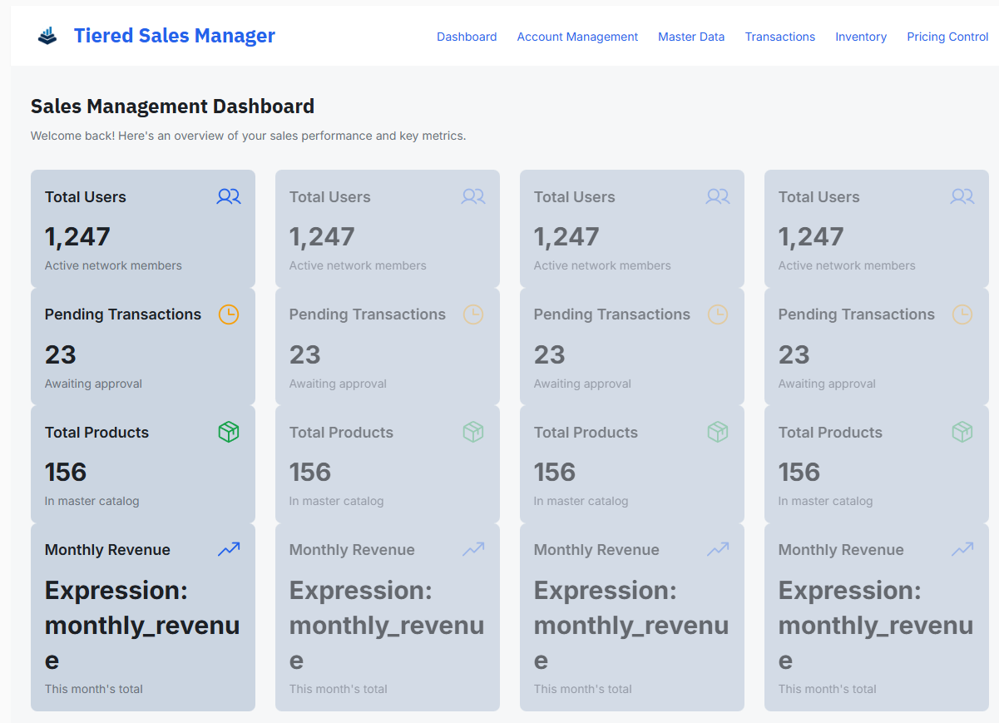 Tiered Sales Manager
Dashboard Account Management Master Data Transactions Inventory Pricing Control
Sales Management Dashboard
Welcome back! Here's an overview of your sales performance and key metrics.
Total Users
1,247
Active network members
Pending Transactions
23
Awaiting approval
Total Products
156
In master catalog
Monthly Revenue
Expression:
monthly_revenu
e
This month's total
Total Users
1,247
Active network members
Pending Transactions
23
Awaiting approval
Total Products
156
In master catalog
Monthly Revenue
Expression:
monthly_revenu
e
This month's total
Total Users
1,247
Active network members
Pending Transactions
23
Awaiting approval
Total Products
156
In master catalog
Monthly Revenue
Expression:
monthly_revenu
e
This month's total
Total Users
1,247
Active network members
Pending Transactions
23
Awaiting approval
Total Products
156
In master catalog
Monthly Revenue
Expression:
monthly_revenu
e
This month's total